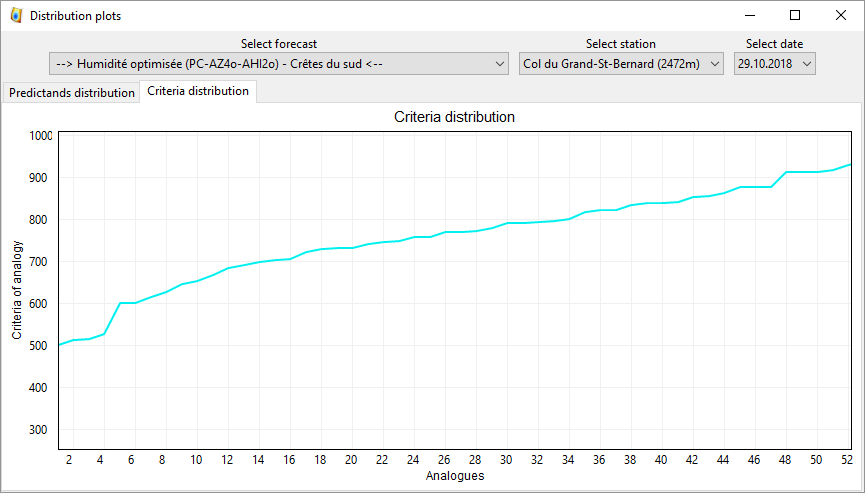 Distribution plots
Select forecast Select station Select date
--> Humidité optimisée (PC-AZ4o-AHI2o) - Crêtes du sud <-- Col du Grand-St-Bernard (2472m) 29.10.2018
Predictands distribution Criteria distribution
Criteria distribution
Criteria of analogy
1000
900
800
700
600
500
400
300
2 4 6 8 10 12 14 16 18 20 22 24 26 28 30 32 34 36 38 40 42 44 46 48 50 52
Analogues